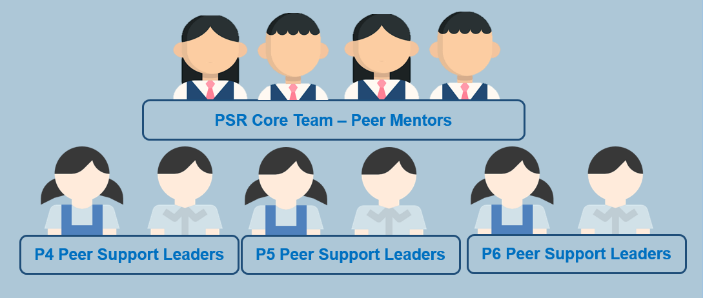 PSR Core Team – Peer Mentors
P4 Peer Support Leaders
P5 Peer Support Leaders
P6 Peer Support Leaders